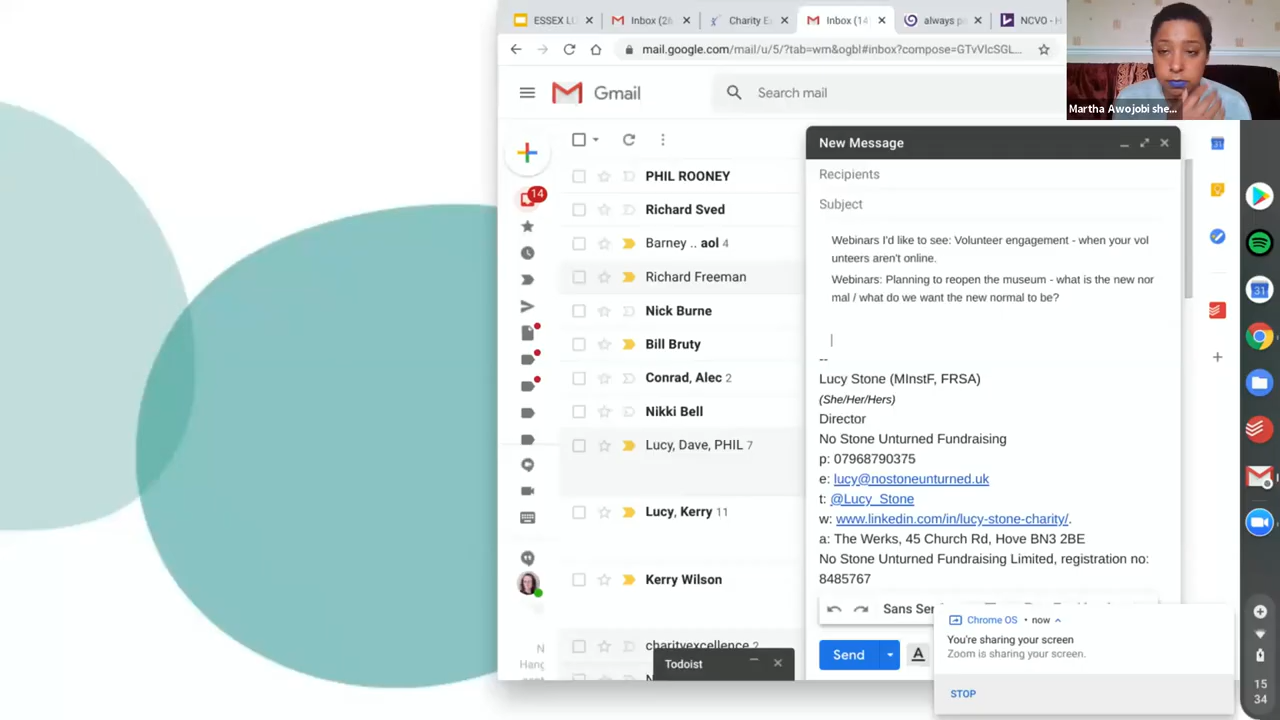 ESSEX LU
Inbox (28
Charity E
Inbox (14
always p
NCVO - H
mail.google.com/mail/u/5/?tab=wm&ogbl#inbox?compose=GTvVlcSGL...
Gmail
Search mail
Martha Awojobi she...
14
PHIL ROONEY
Richard Sved
Barney .. aol 4
Richard Freeman
Nick Burne
Bill Bruty
Conrad, Alec 2
Nikki Bell
Lucy, Dave, PHIL 7
Lucy, Kerry 11
Kerry Wilson
charityexcellence 2
N
Hang
Todoist
New Message
Recipients
Subject
Webinars I'd like to see: Volunteer engagement - when your vol
unteers aren't online.
Webinars: Planning to reopen the museum - what is the new nor
mal / what do we want the new normal to be?
--
Lucy Stone (MInstF, FRSA)
(She/Her/Hers)
Director
No Stone Unturned Fundraising
p: 07968790375
e: lucy@nostoneunturned.uk
t: @Lucy_Stone
w: www.linkedin.com/in/lucy-stone-charity/.
a: The Werks, 45 Church Rd, Hove BN3 2BE
No Stone Unturned Fundraising Limited, registration no:
8485767
Sans Ser
Send
Chrome OS • now
You're sharing your screen
Zoom is sharing your screen.
STOP
15
34